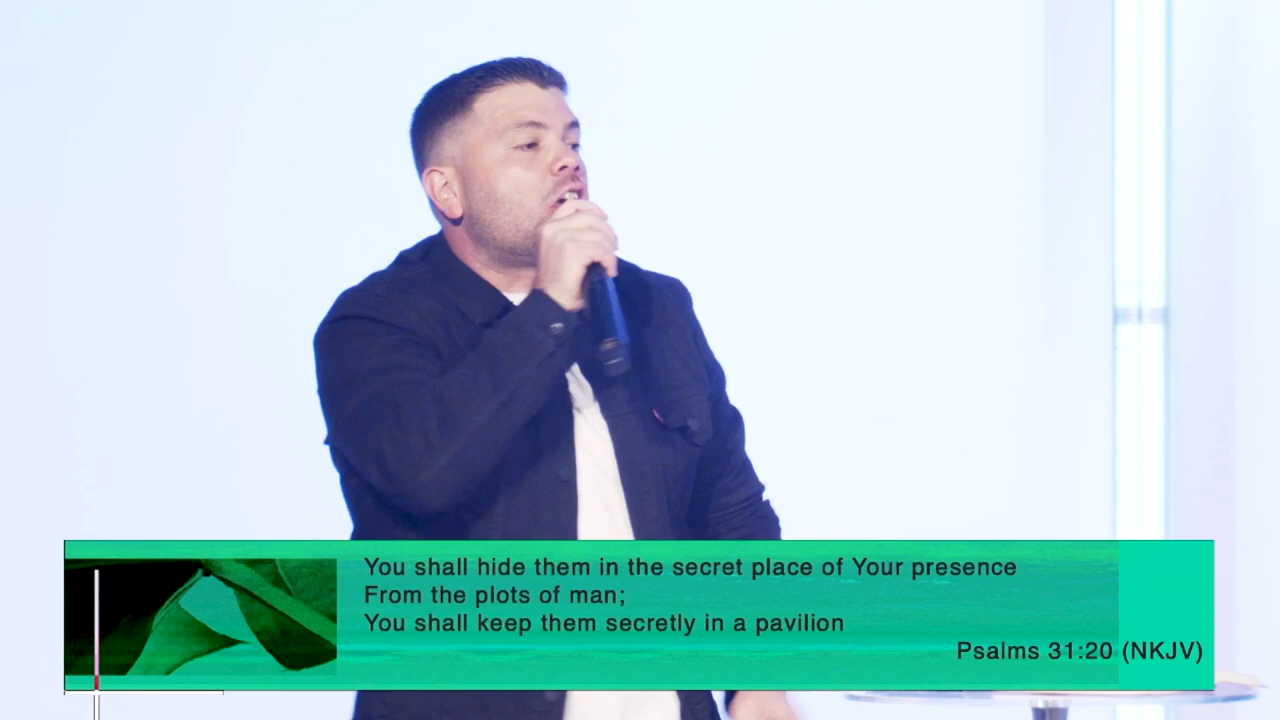 You shall hide them in the secret place of Your presence
From the plots of man;
You shall keep them secretly in a pavilion
Psalms 31:20 (NKJV)